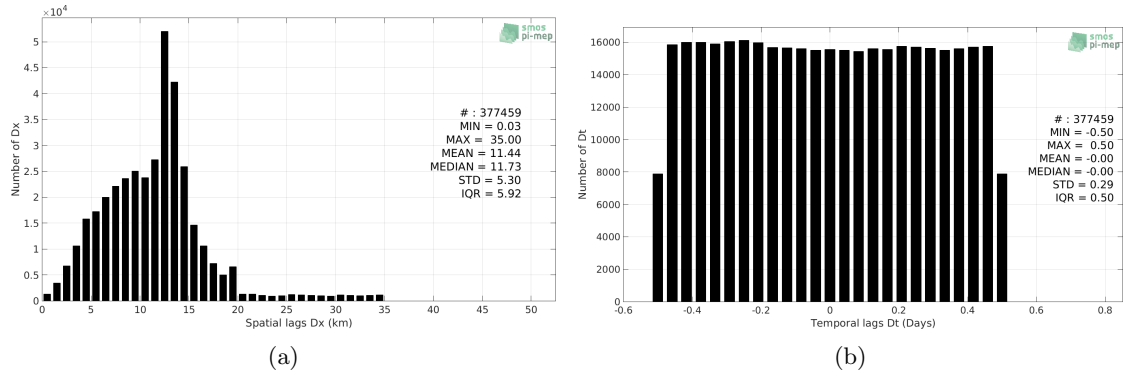 ×10⁴
5
4.5
4
3.5
3
2.5
2
1.5
1
0.5
0
Number of Dx
smos
pi-mep
# : 377459
MIN = 0.03
MAX = 35.00
MEAN = 11.44
MEDIAN = 11.73
STD = 5.30
IQR = 5.92
0 5 10 15 20 25 30 35 40 45 50
Spatial lags Dx (km)
(a)
16000
14000
12000
10000
8000
6000
4000
2000
0
Number of Dt
smos
pi-mep
# : 377459
MIN = -0.50
MAX = 0.50
MEAN = -0.00
MEDIAN = -0.00
STD = 0.29
IQR = 0.50
-0.6 -0.4 -0.2 0 0.2 0.4 0.6 0.8
Temporal lags Dt (Days)
(b)